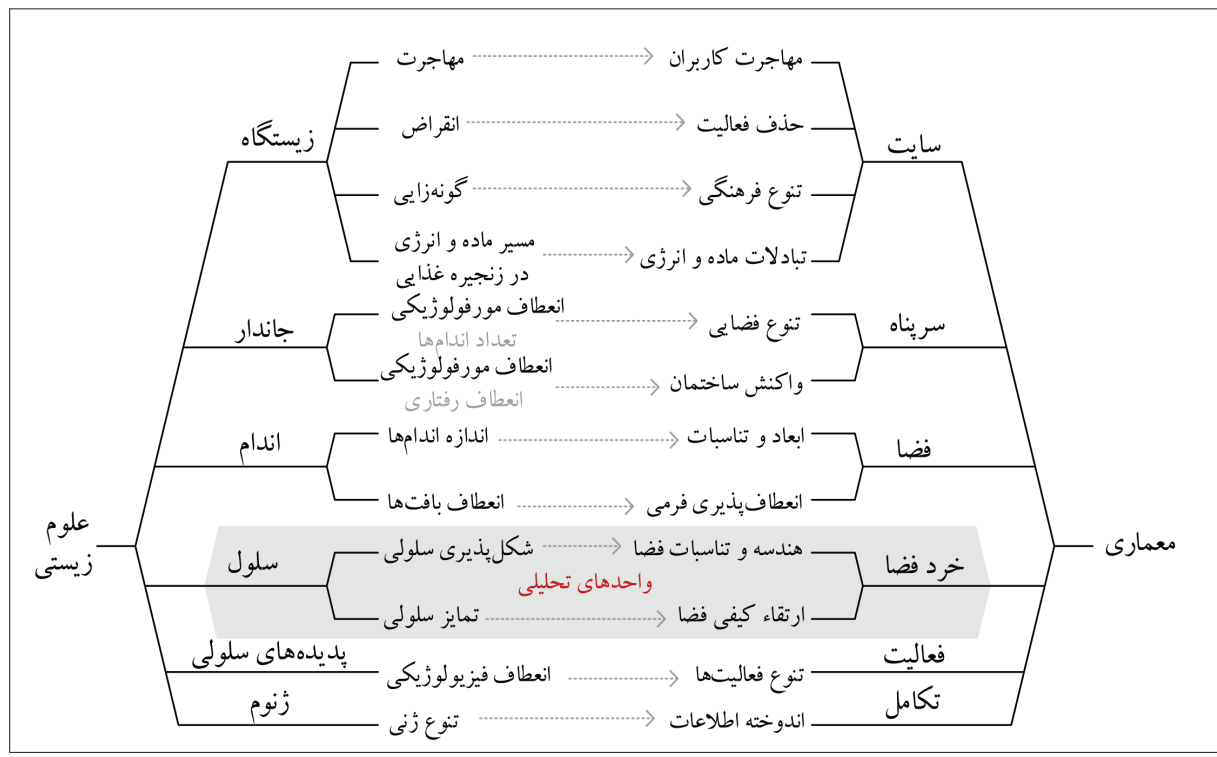 معماری
سایت
مهاجرت کاربران
مهاجرت
زیستگاه
حذف فعالیت
انقراض
تنوع فرهنگی
گونه‌زایی
تبادلات ماده و انرژی
مسیر ماده و انرژی
در زنجیره غذایی
سرپناه
تنوع فضایی
انعطاف مورفولوژیکی
تعداد اندام‌ها
جاندار
واکنش ساختمان
انعطاف مورفولوژیکی
انعطاف رفتاری
فضا
ابعاد و تناسبات
اندازه اندام‌ها
اندام
انعطاف‌پذیری فرمی
انعطاف بافت‌ها
خرد فضا
هندسه و تناسبات فضا
شکل‌پذیری سلولی
سلول
واحدهای تحلیلی
ارتقاء کیفی فضا
تمایز سلولی
فعالیت
تنوع فعالیت‌ها
انعطاف فیزیولوژیکی
پدیده‌های سلولی
تکامل
اندوخته اطلاعات
تنوع ژنی
ژنوم
علوم
زیستی